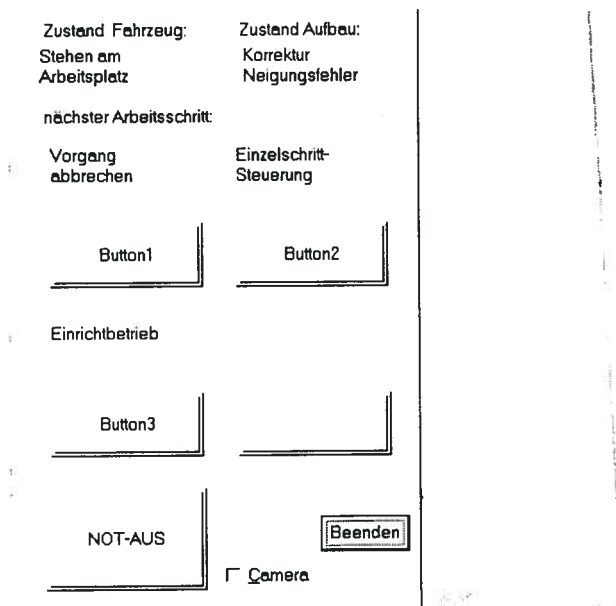 Zustand Fahrzeug:
Stehen am
Arbeitsplatz
Zustand Aufbau:
Korrektur
Neigungsfehler
nächster Arbeitsschritt:
Vorgang
abbrechen
Einzelschritt-
Steuerung
Button1
Button2
Einrichtbetrieb
Button3
NOT-AUS
Beenden
Camera